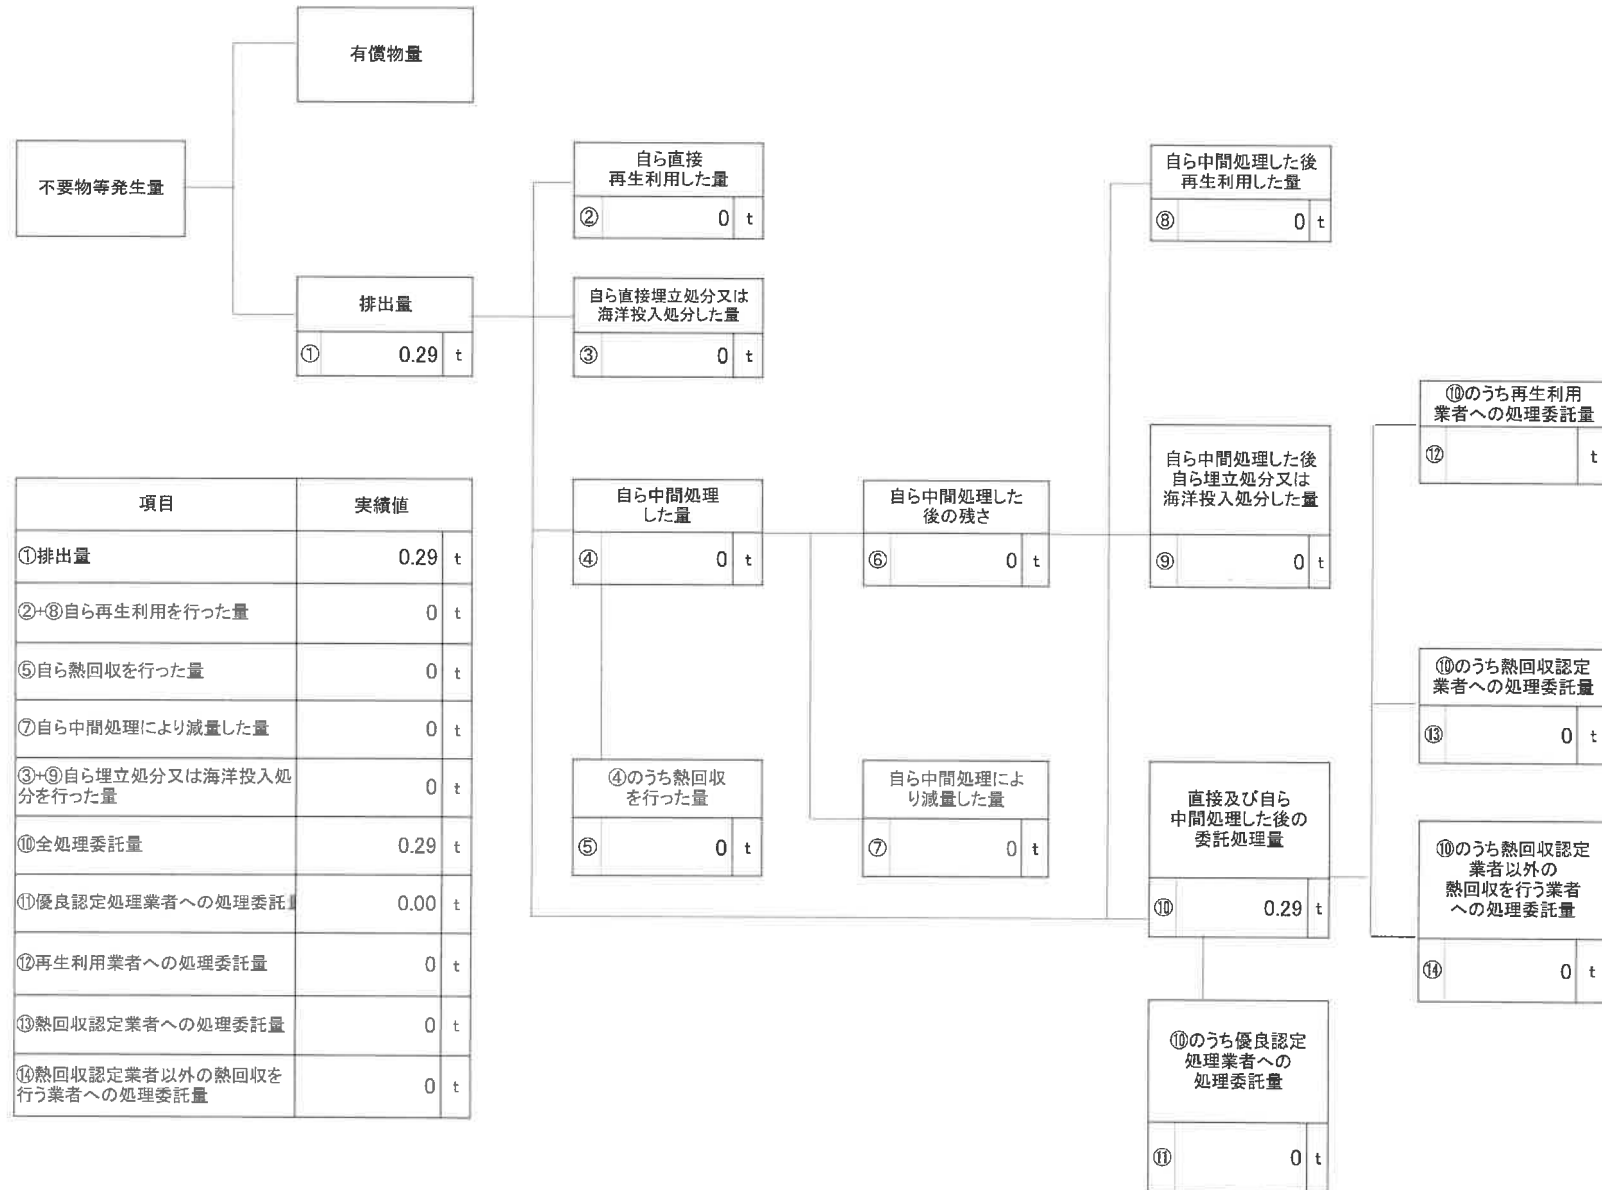 有償物量
不要物等発生量
排出量
① 0.29 t
自ら直接
再生利用した量
② 0 t
自ら直接埋立処分又は
海洋投入処分した量
③ 0 t
自ら中間処理
した量
④ 0 t
④のうち熱回収
を行った量
⑤ 0 t
自ら中間処理した
後の残さ
⑥ 0 t
自ら中間処理によ
り減量した量
⑦ 0 t
自ら中間処理した後
再生利用した量
⑧ 0 t
自ら中間処理した後
自ら埋立処分又は
海洋投入処分した量
⑨ 0 t
直接及び自ら
中間処理した後の
委託処理量
⑩ 0.29 t
⑩のうち優良認定
処理業者への
処理委託量
⑪ 0 t
⑩のうち再生利用
業者への処理委託量
⑫ t
⑩のうち熱回収認定
業者への処理委託量
⑬ 0 t
⑩のうち熱回収認定
業者以外の
熱回収を行う業者
への処理委託量
⑭ 0 t
項目 実績値
①排出量 0.29 t
②+⑧自ら再生利用を行った量 0 t
⑤自ら熱回収を行った量 0 t
⑦自ら中間処理により減量した量 0 t
③+⑨自ら埋立処分又は海洋投入処
分を行った量 0 t
⑩全処理委託量 0.29 t
⑪優良認定処理業者への処理委託 0.00 t
⑫再生利用業者への処理委託量 0 t
⑬熱回収認定業者への処理委託量 0 t
⑭熱回収認定業者以外の熱回収を
行う業者への処理委託量 0 t